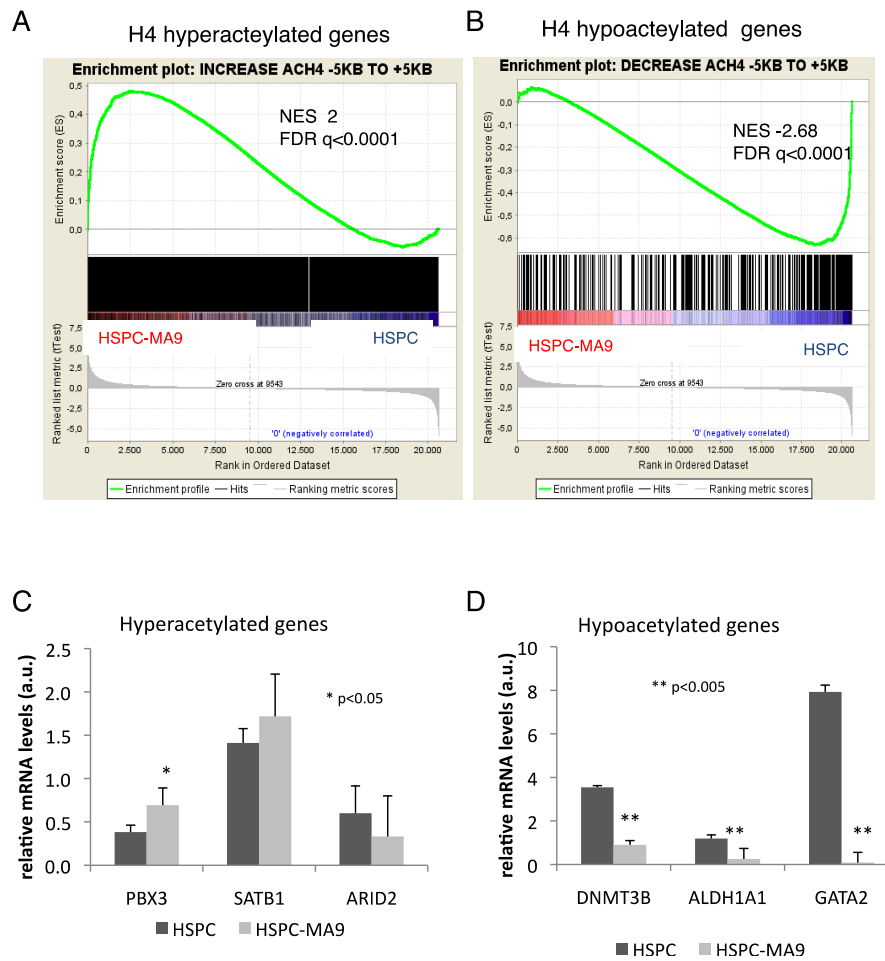 A
H4 hyperacteylated genes
Enrichment plot: INCREASE ACH4 -5KB TO +5KB
Enrichment score (ES)
0,5
0,4
0,3
0,2
0,1
0,0
NES 2
FDR q<0.0001
HSPC-MA9
HSPC
Ranked list metric (tTest)
7,5
5,0
2,5
0,0
-2,5
-5,0
Zero cross at 9543
'0' (negatively correlated)
0
2.500
5.000
7.500
10.000
12.500
15.000
17.500
20.000
Rank in Ordered Dataset
Enrichment profile
Hits
Ranking metric scores
B
H4 hypoacteylated genes
Enrichment plot: DECREASE ACH4 -5KB TO +5KB
Enrichment score (ES)
0,0
-0,1
-0,2
-0,3
-0,4
-0,5
-0,6
NES -2.68
FDR q<0.0001
HSPC-MA9
HSPC
Ranked list metric (tTest)
7,5
5,0
2,5
0,0
-2,5
-5,0
Zero cross at 9543
'0' (negatively correlated)
0
2.500
5.000
7.500
10.000
12.500
15.000
17.500
20.000
Rank in Ordered Dataset
Enrichment profile
Hits
Ranking metric scores
C
Hyperacetylated genes
relative mRNA levels (a.u.)
2.5
2.0
1.5
1.0
0.5
0.0
* p<0.05
*
PBX3
SATB1
ARID2
HSPC
HSPC-MA9
D
Hypoacetylated genes
relative mRNA levels (a.u.)
10
8
6
4
2
0
** p<0.005
**
**
**
DNMT3B
ALDH1A1
GATA2
HSPC
HSPC-MA9